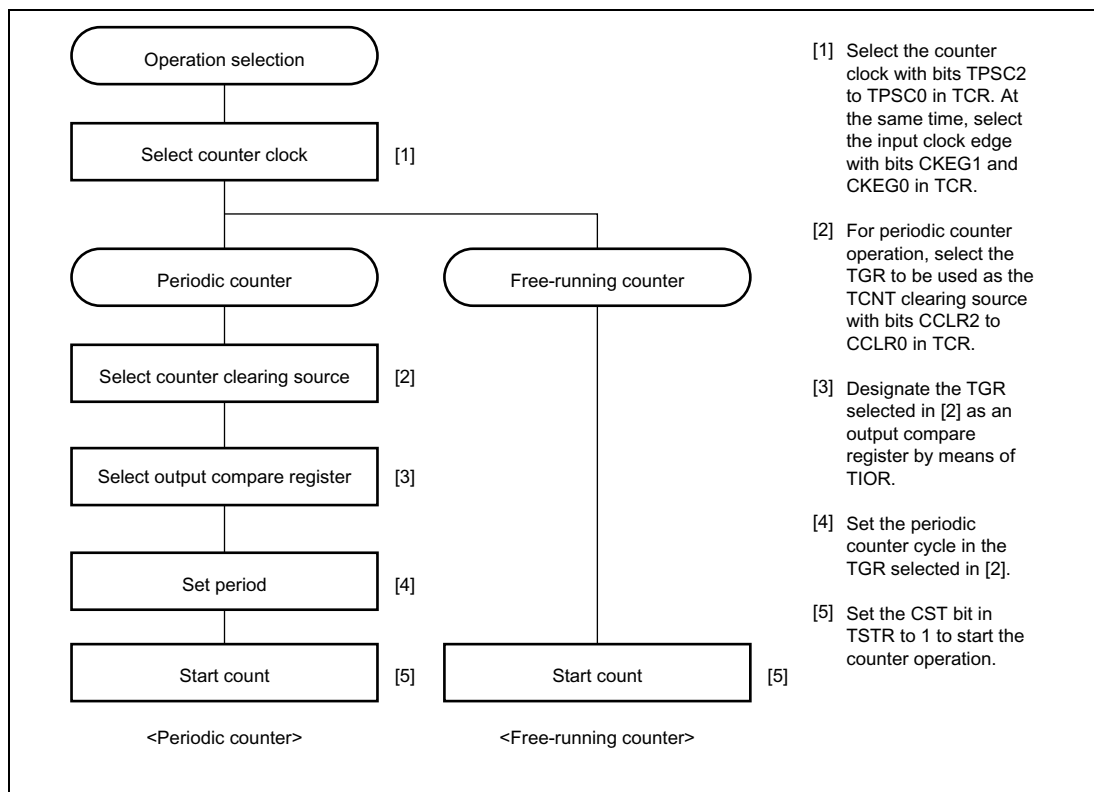 Operation selection
Select counter clock
[1]
Periodic counter
Free-running counter
Select counter clearing source
[2]
Select output compare register
[3]
Set period
[4]
Start count
[5]
Start count
[5]
<Periodic counter>
<Free-running counter>
[1] Select the counter
clock with bits TPSC2
to TPSC0 in TCR. At
the same time, select
the input clock edge
with bits CKEG1 and
CKEG0 in TCR.
[2] For periodic counter
operation, select the
TGR to be used as the
TCNT clearing source
with bits CCLR2 to
CCLR0 in TCR.
[3] Designate the TGR
selected in [2] as an
output compare
register by means of
TIOR.
[4] Set the periodic
counter cycle in the
TGR selected in [2].
[5] Set the CST bit in
TSTR to 1 to start the
counter operation.